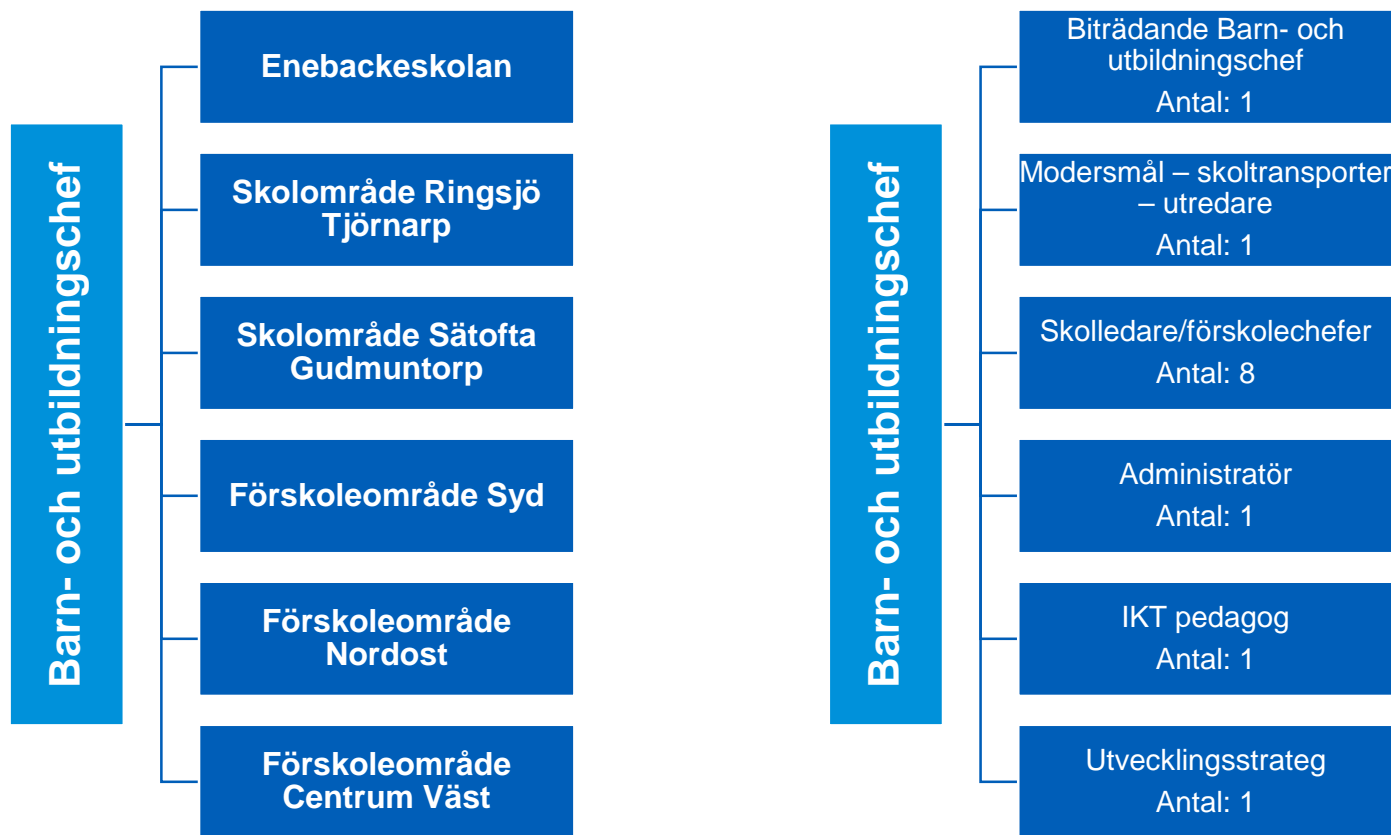 Barn- och utbildningschef
Enebackeskolan
Skolområde Ringsjö
Tjörnarp
Skolområde Sätofta
Gudmuntorp
Förskoleområde Syd
Förskoleområde
Nordost
Förskoleområde
Centrum Väst
Barn- och utbildningschef
Biträdande Barn- och
utbildningschef
Antal: 1
Modersmål – skoltransporter
– utredare
Antal: 1
Skolledare/förskolechefer
Antal: 8
Administratör
Antal: 1
IKT pedagog
Antal: 1
Utvecklingsstrateg
Antal: 1